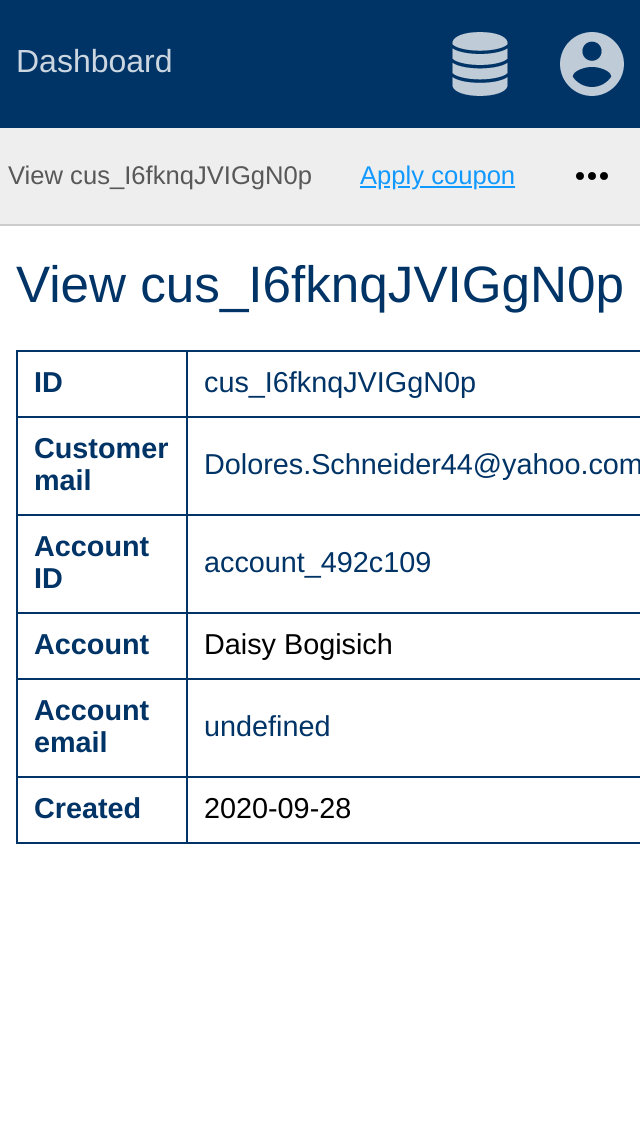 Dashboard
View cus_I6fknqJVIGgN0p Apply coupon •••
View cus_I6fknqJVIGgN0p
ID cus_I6fknqJVIGgN0p
Customer
mail Dolores.Schneider44@yahoo.com
Account
ID account_492c109
Account Daisy Bogisich
Account
email undefined
Created 2020-09-28